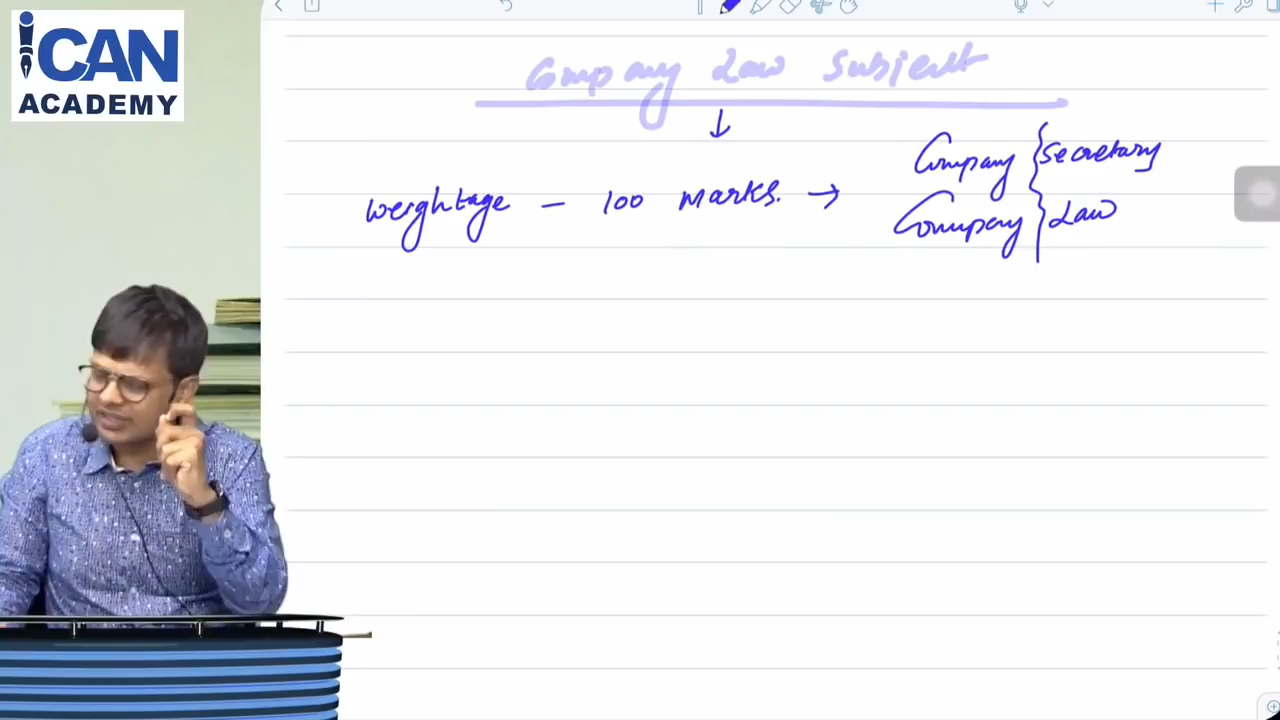 iCAN
ACADEMY
Company Law Subject
↓
Weightage - 100 Marks. → Company { Secretary
Company } Law